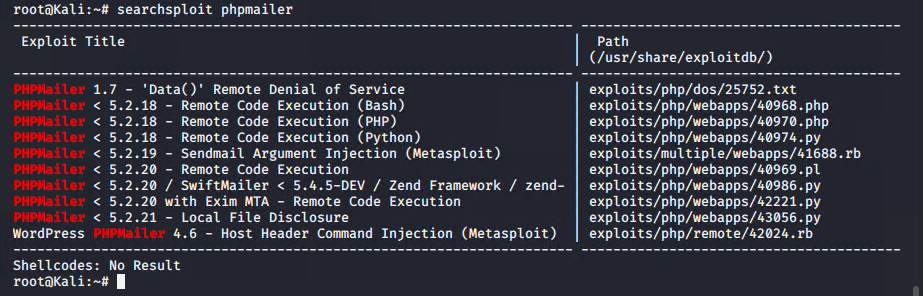 root@Kali:~# searchsploit phpmailer
---------------------------------------------------------------------- ----------------------------------------
Exploit Title | Path
| (/usr/share/exploitdb/)
---------------------------------------------------------------------- ----------------------------------------
PHPMailer 1.7 - 'Data()' Remote Denial of Service | exploits/php/dos/25752.txt
PHPMailer < 5.2.18 - Remote Code Execution (Bash) | exploits/php/webapps/40968.php
PHPMailer < 5.2.18 - Remote Code Execution (PHP) | exploits/php/webapps/40970.php
PHPMailer < 5.2.18 - Remote Code Execution (Python) | exploits/php/webapps/40974.py
PHPMailer < 5.2.19 - Sendmail Argument Injection (Metasploit) | exploits/multiple/webapps/41688.rb
PHPMailer < 5.2.20 - Remote Code Execution | exploits/php/webapps/40969.pl
PHPMailer < 5.2.20 / SwiftMailer < 5.4.5-DEV / Zend Framework / zend- | exploits/php/webapps/40986.py
PHPMailer < 5.2.20 with Exim MTA - Remote Code Execution | exploits/php/webapps/42221.py
PHPMailer < 5.2.21 - Local File Disclosure | exploits/php/webapps/43056.py
WordPress PHPMailer 4.6 - Host Header Command Injection (Metasploit) | exploits/php/remote/42024.rb
---------------------------------------------------------------------- ----------------------------------------
Shellcodes: No Result
root@Kali:~#